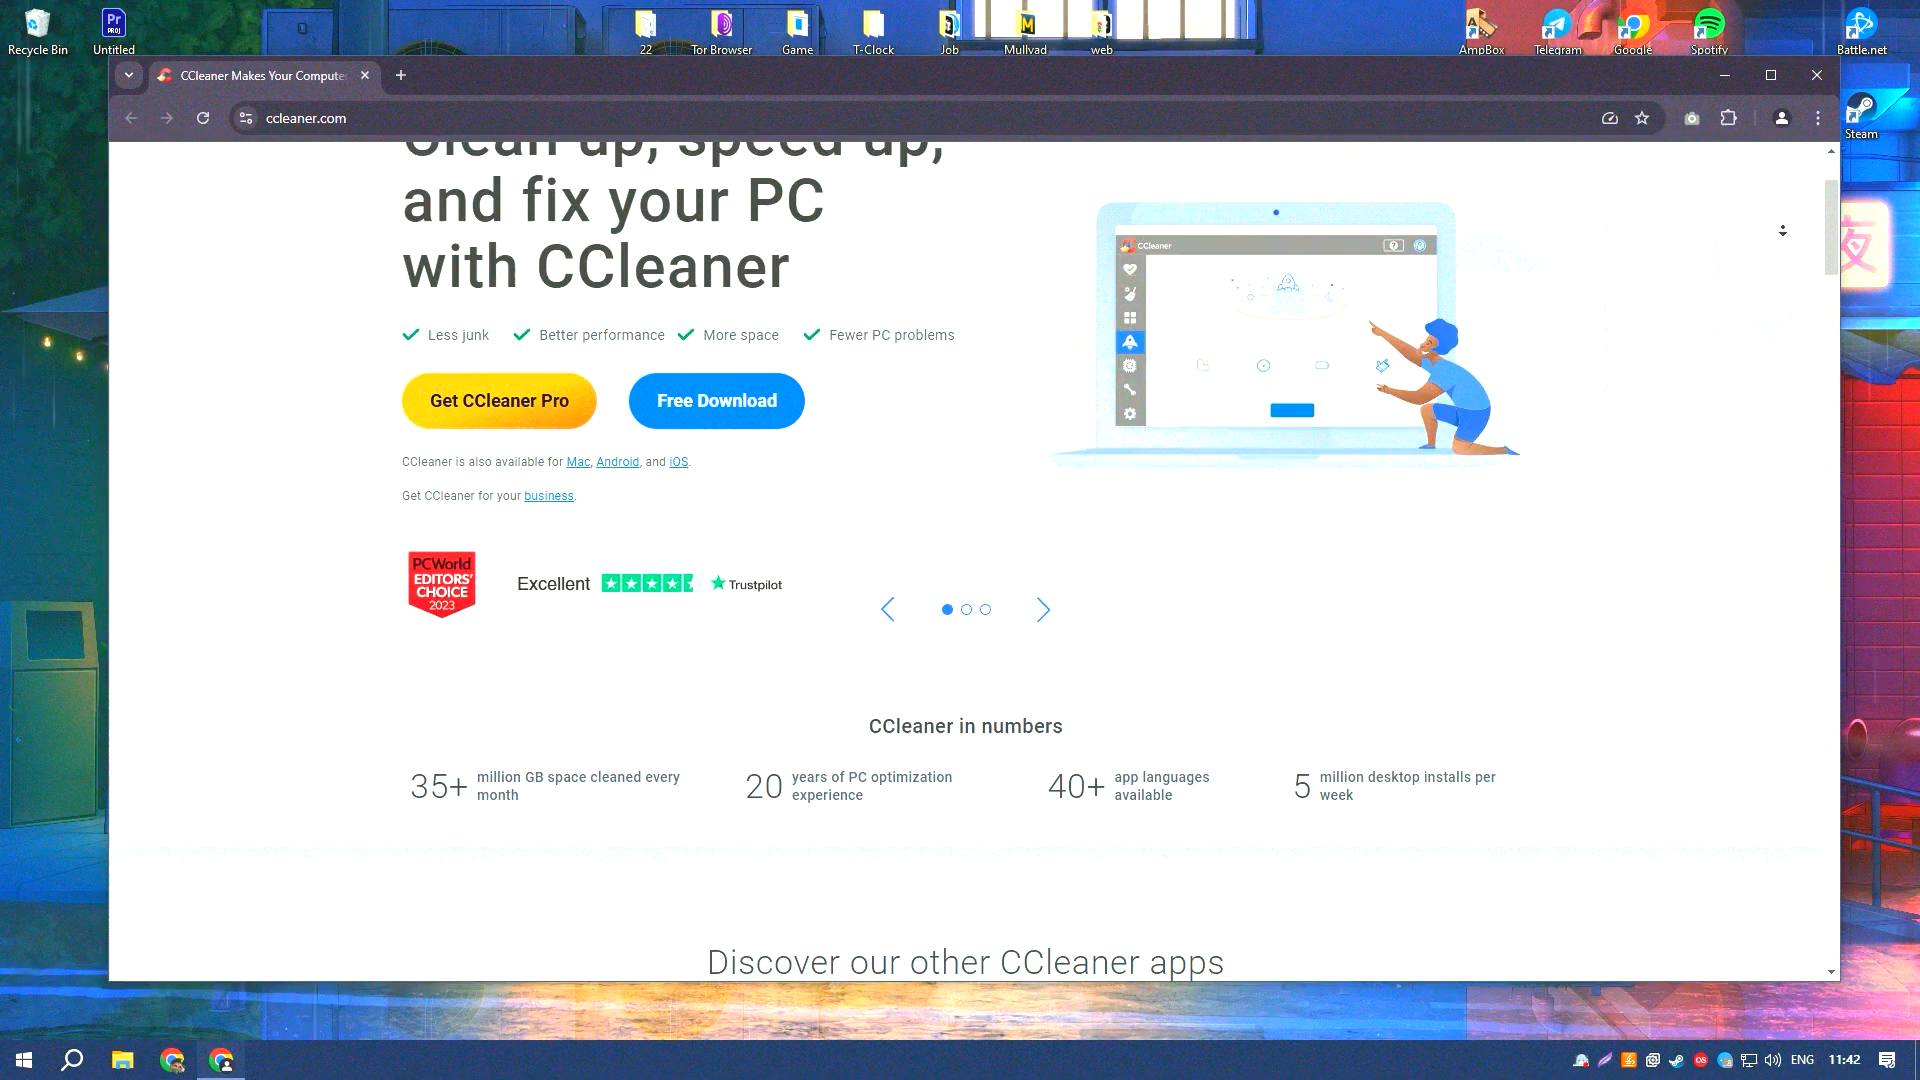 Recycle Bin
Untitled
22
Tor Browser
Game
T-Clock
Job
Mullvad
web
AmpBox
Telegram
Google
Spotify
Battle.net
CCleaner Makes Your Compute
ccleaner.com
Steam
Clean up, speed up,
and fix your PC
with CCleaner
Less junk
Better performance
More space
Fewer PC problems
Get CCleaner Pro
Free Download
CCleaner is also available for Mac, Android, and iOS.
Get CCleaner for your business.
CCleaner
夜
PCWorld
EDITORS'
CHOICE
2023
Excellent
Trustpilot
CCleaner in numbers
35+
million GB space cleaned every
month
20
years of PC optimization
experience
40+
app languages
available
5
million desktop installs per
week
Discover our other CCleaner apps
ENG
11:42